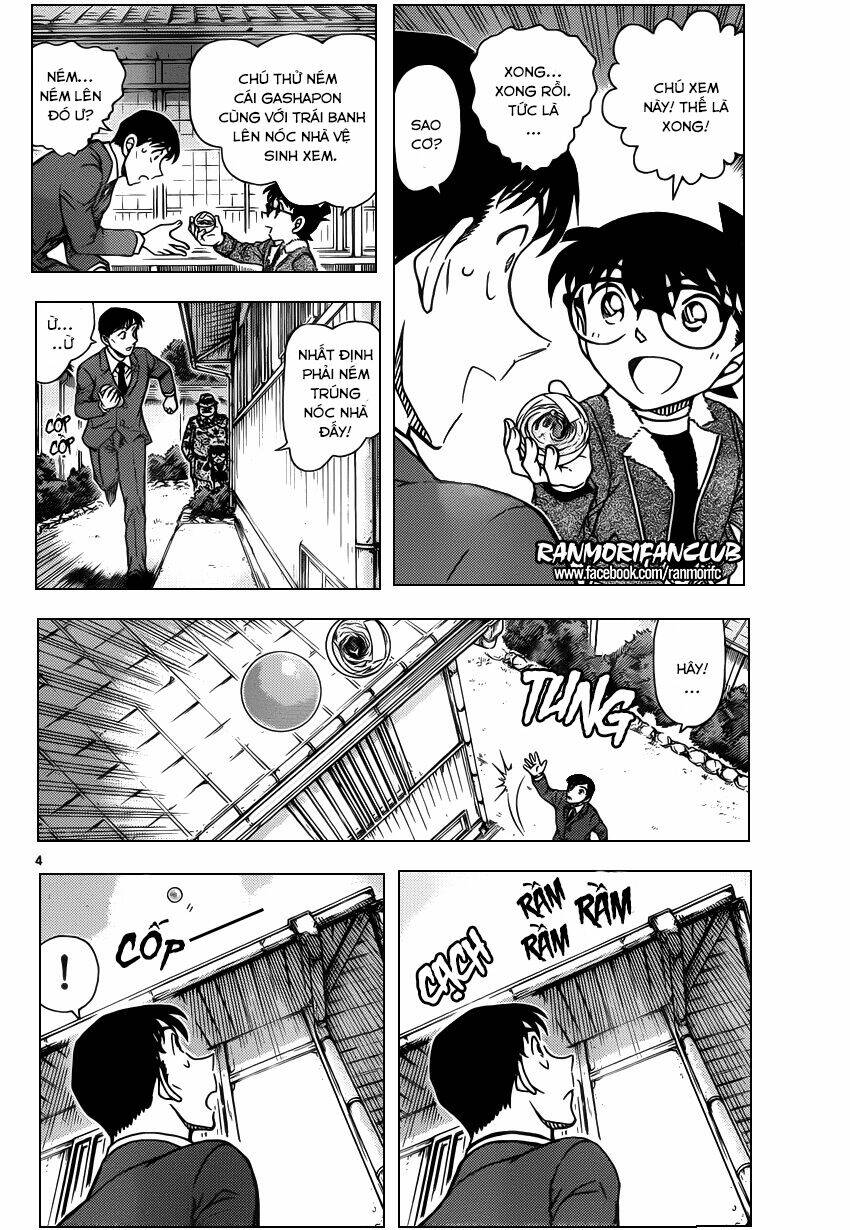 CHÚ XEM
NÀY! THẾ LÀ
XONG!
XONG...
XONG RỒI.
TỨC LÀ
...
SAO
CƠ?
RANMORIFANCLUB
www.facebook.com/ranmorifc
CHÚ THỬ NÉM
CÁI GASHAPON
CÙNG VỚI TRÁI BANH
LÊN NÓC NHÀ VỆ
SINH XEM.
NÉM...
NÉM LÊN
ĐÓ Ư?
NHẤT ĐỊNH
PHẢI NÉM
TRÚNG
NÓC NHÀ
ĐẤY!
Ừ...
..Ừ
CỘP
CỘP
HÂY!
...
TUNG
4
RẦM
RẦM
RẦM
RẦM
CẠCH
CỐP
!